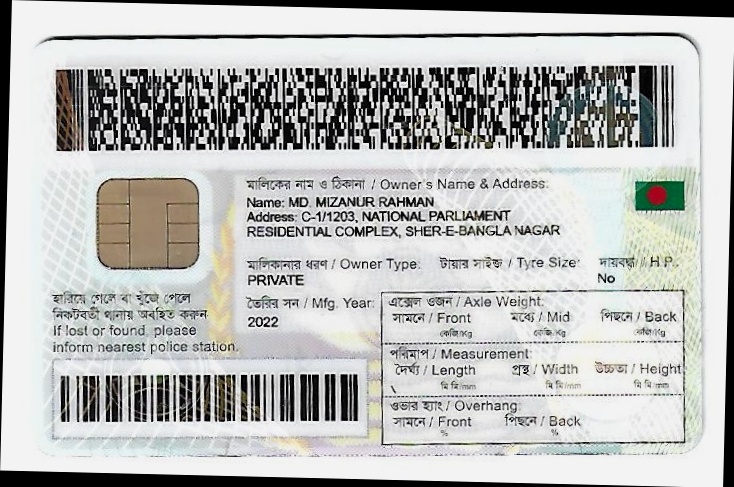 মালিকের নাম ও ঠিকানা / Owner's Name & Address:
Name: MD. MIZANUR RAHMAN
Address: C-1/1203, NATIONAL PARLIAMENT
RESIDENTIAL COMPLEX, SHER-E-BANGLA NAGAR
মালিকানার ধরণ / Owner Type: টায়ার সাইজ / Tyre Size: দায়বদ্ধ / H.P.:
PRIVATE No
তৈরির সন / Mfg. Year:
2022
হারিয়ে গেলে বা খুঁজে পেলে
নিকটবর্তী থানায় অবহিত করুন
If lost or found, please
inform nearest police station.
এক্সেল ওজন / Axle Weight:
সামনে / Front মধ্যে / Mid পিছনে / Back
কেজি/Kg কেজি/Kg কেজি/Kg
পরিমাপ / Measurement:
দৈর্ঘ্য / Length প্রস্থ / Width উচ্চতা / Height
মি মি/mm মি মি/mm মি মি/mm
ওভার হ্যাং / Overhang:
সামনে / Front পিছনে / Back
% %